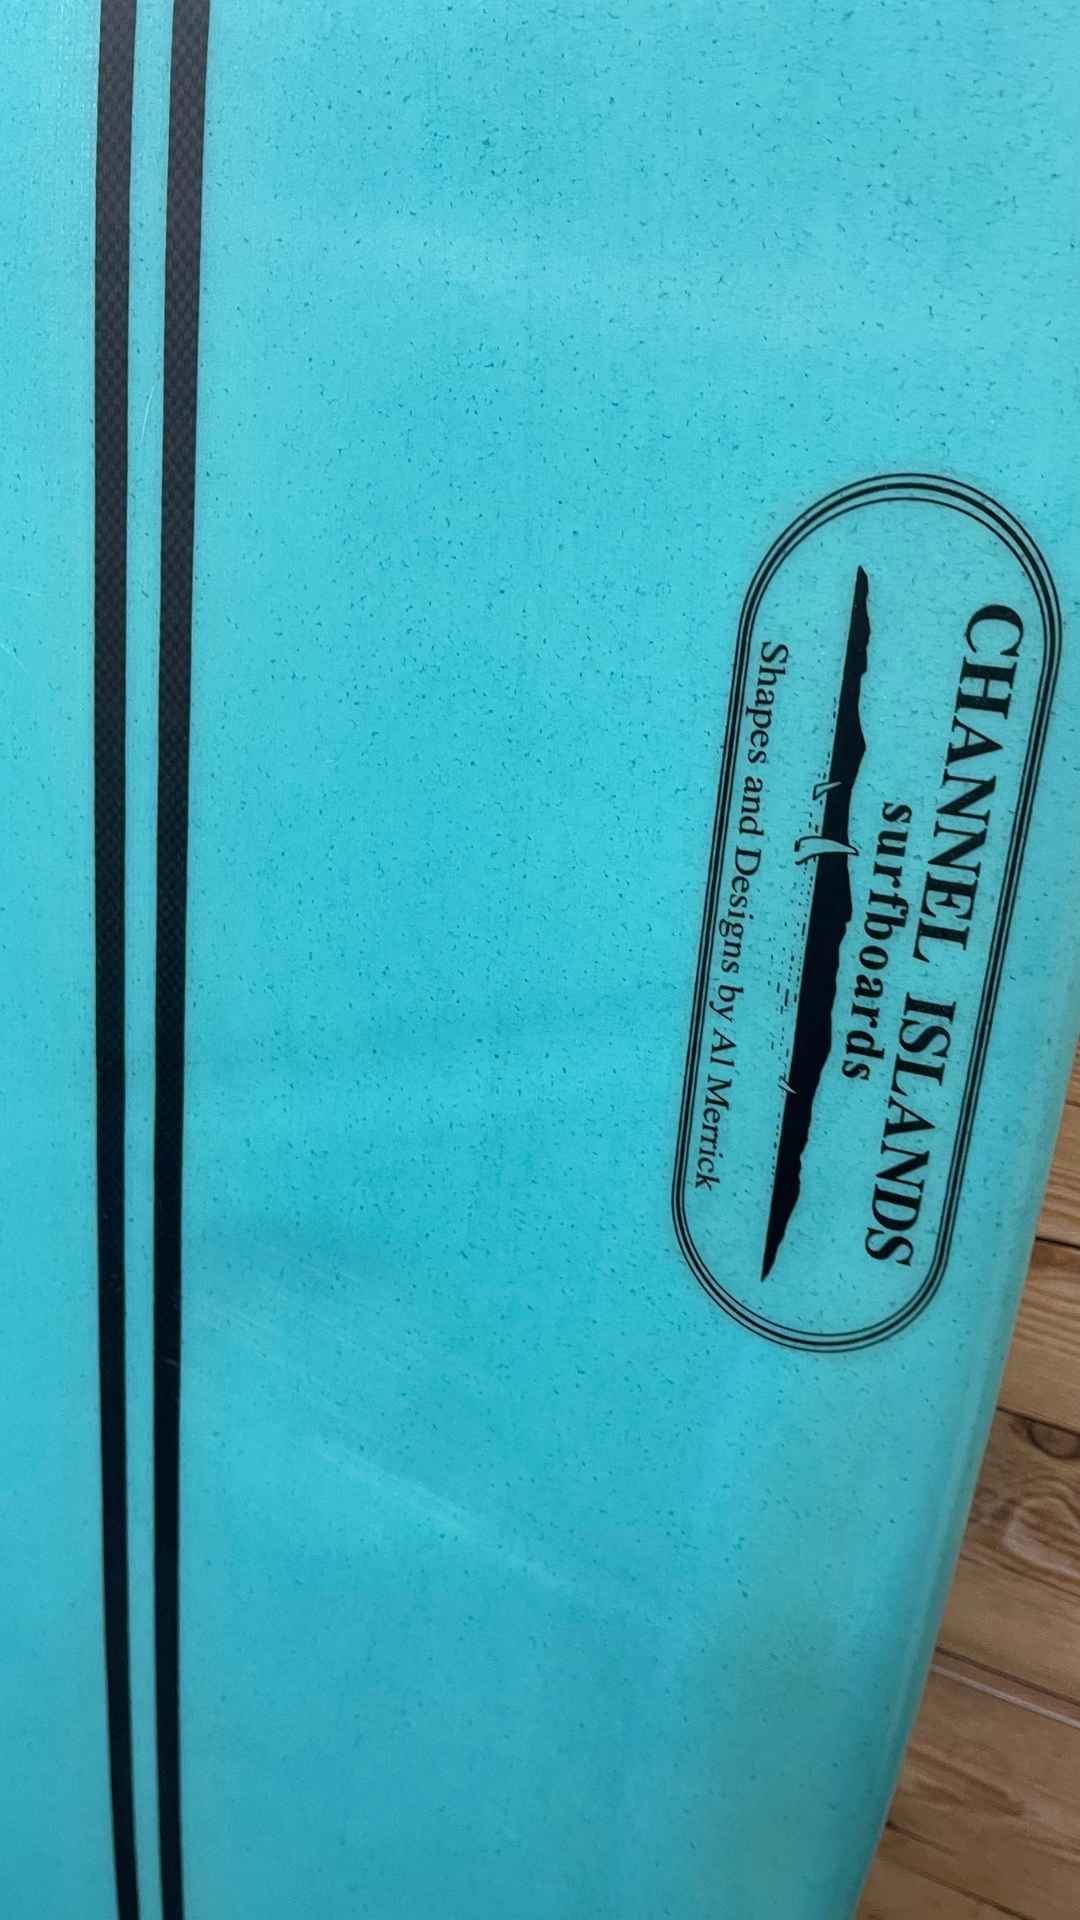 CHANNEL ISLANDS
surfboards
Shapes and Designs by Al Merrick